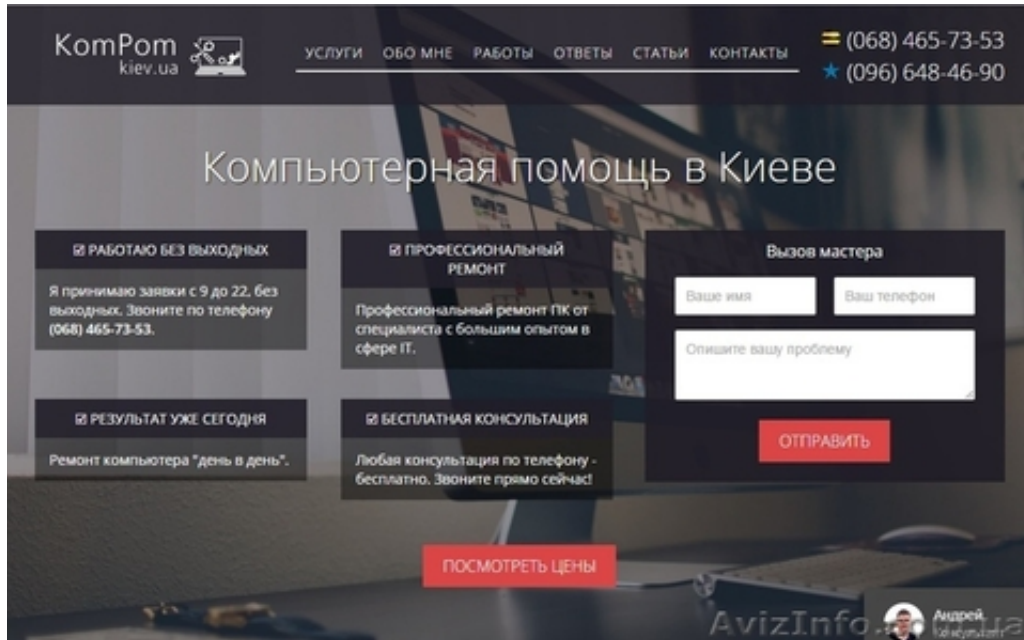 KomPom
kiev.ua
УСЛУГИ ОБО МНЕ РАБОТЫ ОТВЕТЫ СТАТЬИ КОНТАКТЫ
(068) 465-73-53
(096) 648-46-90
Компьютерная помощь в Киеве
РАБОТАЮ БЕЗ ВЫХОДНЫХ
Я принимаю заявки с 9 до 22, без
выходных. Звоните по телефону
(068) 465-73-53.
ПРОФЕССИОНАЛЬНЫЙ
РЕМОНТ
Профессиональный ремонт ПК от
специалиста с большим опытом в
сфере IT.
Вызов мастера
Ваше имя
Ваш телефон
Опишите вашу проблему
ОТПРАВИТЬ
РЕЗУЛЬТАТ УЖЕ СЕГОДНЯ
Ремонт компьютера "день в день".
БЕСПЛАТНАЯ КОНСУЛЬТАЦИЯ
Любая консультация по телефону -
бесплатно. Звоните прямо сейчас!
ПОСМОТРЕТЬ ЦЕНЫ
Андрей
AvizInfo.com.ua